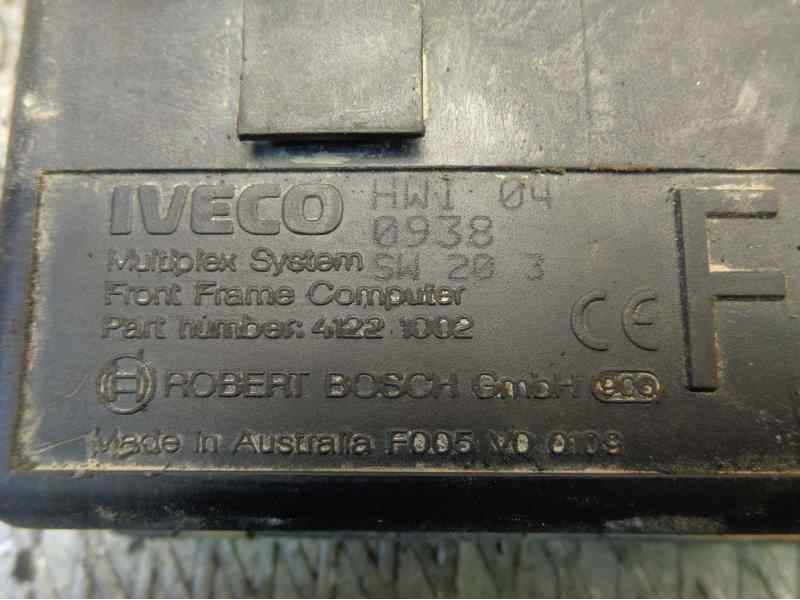 IVECO HW1 04
0938
Multiplex System SW 20 3
Front Frame Computer
Part number: 4122 1002
CE F
ROBERT BOSCH GmbH
Made in Australia F005 V0 0109